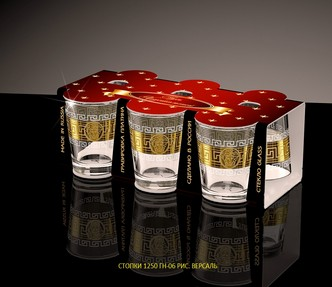 MADE IN RUSSIA
ГРАВИРОВКА ПЛАТИНА
СДЕЛАНО В РОССИИ
СТЕКЛО GLASS
СТОПКИ 1250 ГН-06 РИС. ВЕРСАЛЬ